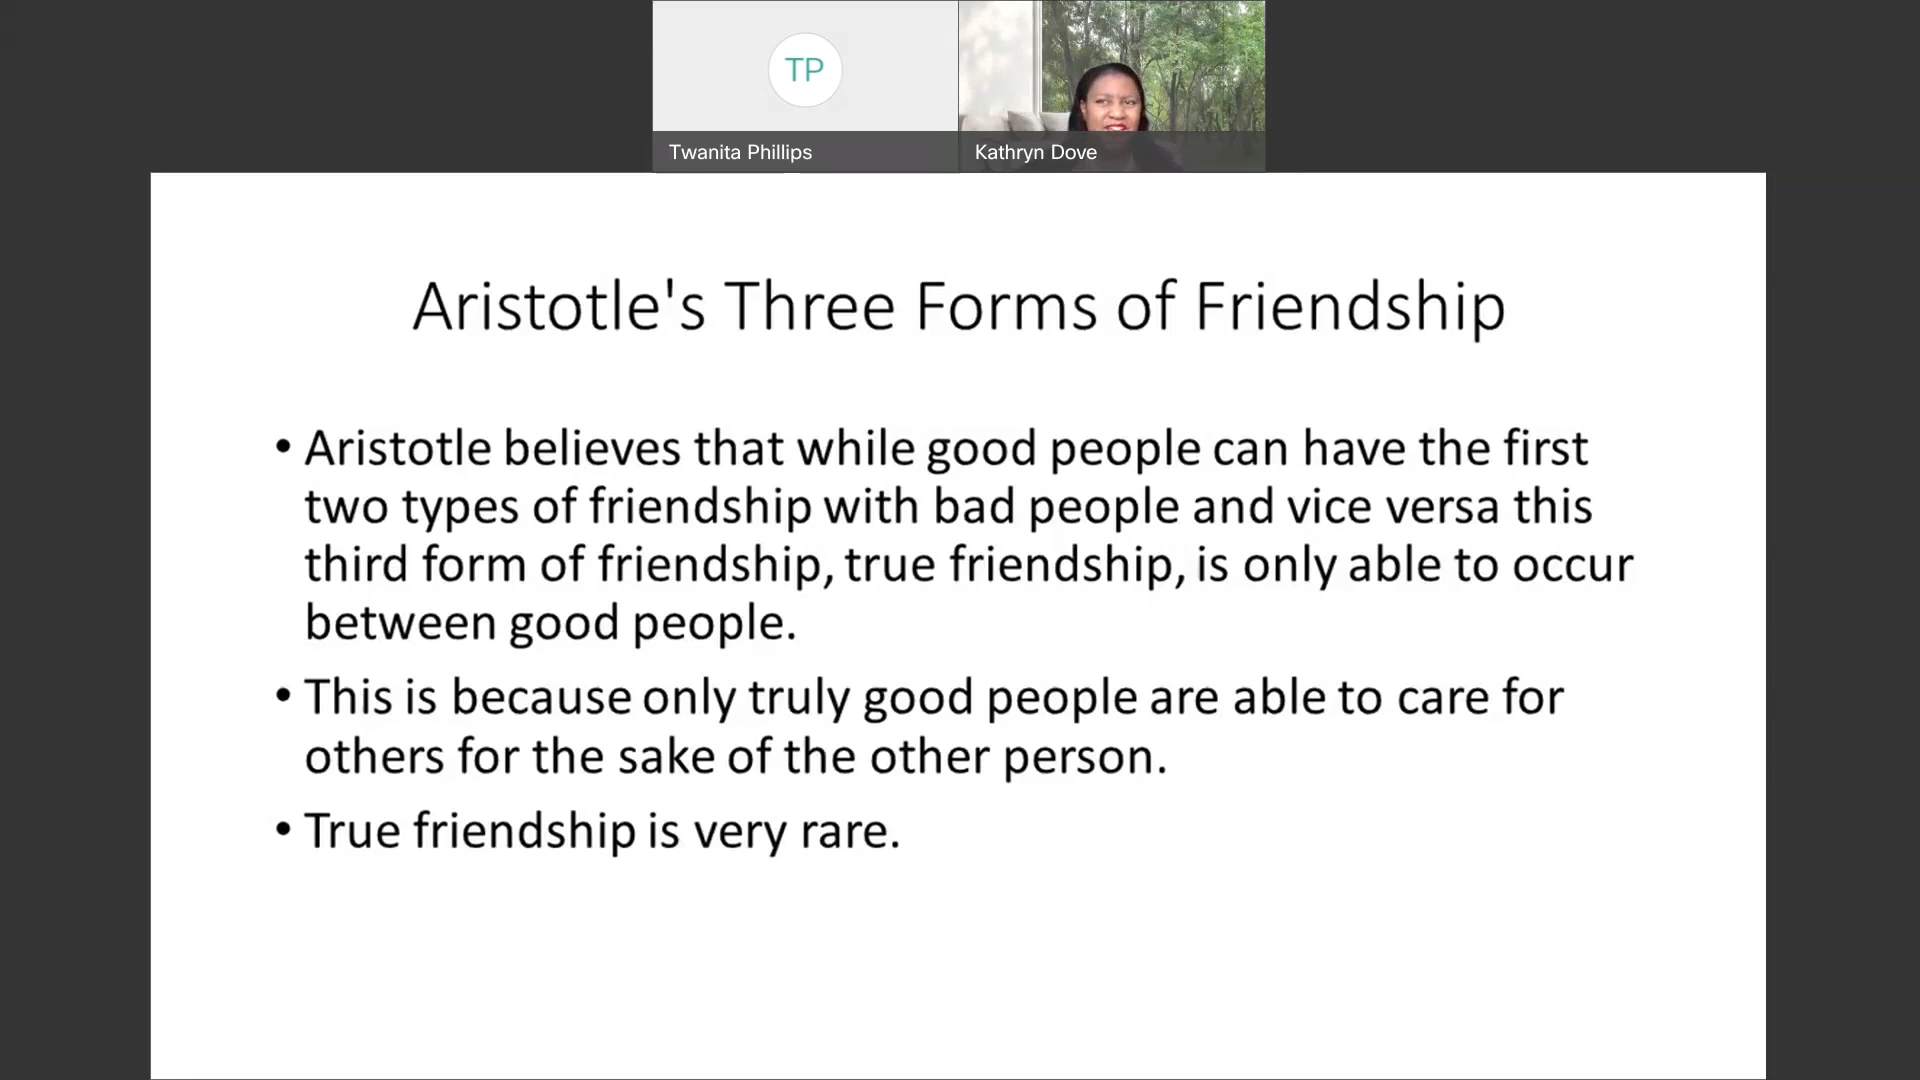 TP
Twanita Phillips
Kathryn Dove
Aristotle's Three Forms of Friendship
• Aristotle believes that while good people can have the first
two types of friendship with bad people and vice versa this
third form of friendship, true friendship, is only able to occur
between good people.
• This is because only truly good people are able to care for
others for the sake of the other person.
• True friendship is very rare.